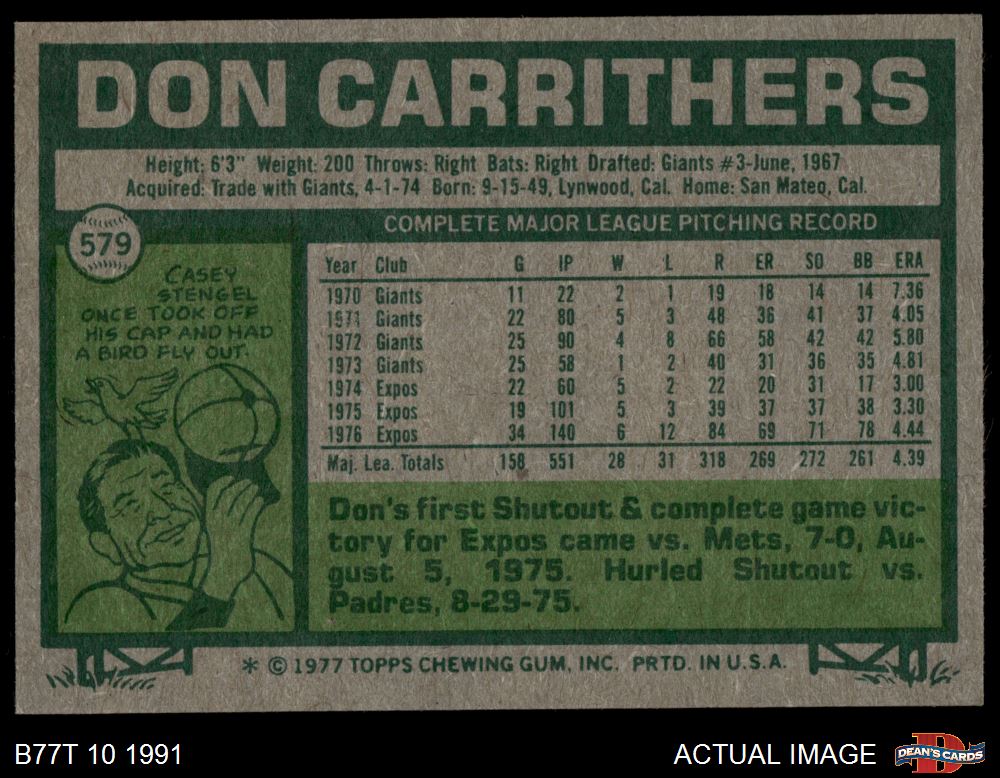 DON CARRITHERS
Height: 6'3" Weight: 200 Throws: Right Bats: Right Drafted: Giants #3-June, 1967
Acquired: Trade with Giants, 4-1-74 Born: 9-15-49, Lynwood, Cal. Home: San Mateo, Cal.
579
CASEY
STENGEL
ONCE TOOK OFF
HIS CAP AND HAD
A BIRD FLY OUT.
COMPLETE MAJOR LEAGUE PITCHING RECORD
Year Club G IP W L R ER SO BB ERA
1970 Giants 11 22 2 1 19 18 14 14 7.36
1971 Giants 22 80 5 3 48 36 41 37 4.05
1972 Giants 25 90 4 8 66 58 42 42 5.80
1973 Giants 25 58 1 2 40 31 36 35 4.81
1974 Expos 22 60 5 2 22 20 31 17 3.00
1975 Expos 19 101 5 3 39 37 37 38 3.30
1976 Expos 34 140 6 12 84 69 71 78 4.44
Maj. Lea. Totals 158 551 28 31 318 269 272 261 4.39
Don's first Shutout & complete game vic-
tory for Expos came vs. Mets, 7-0, Au-
gust 5, 1975. Hurled Shutout vs.
Padres, 8-29-75.
* © 1977 TOPPS CHEWING GUM, INC. PRTD. IN U.S.A.
B77T 10 1991
ACTUAL IMAGE
DEAN'S CARDS